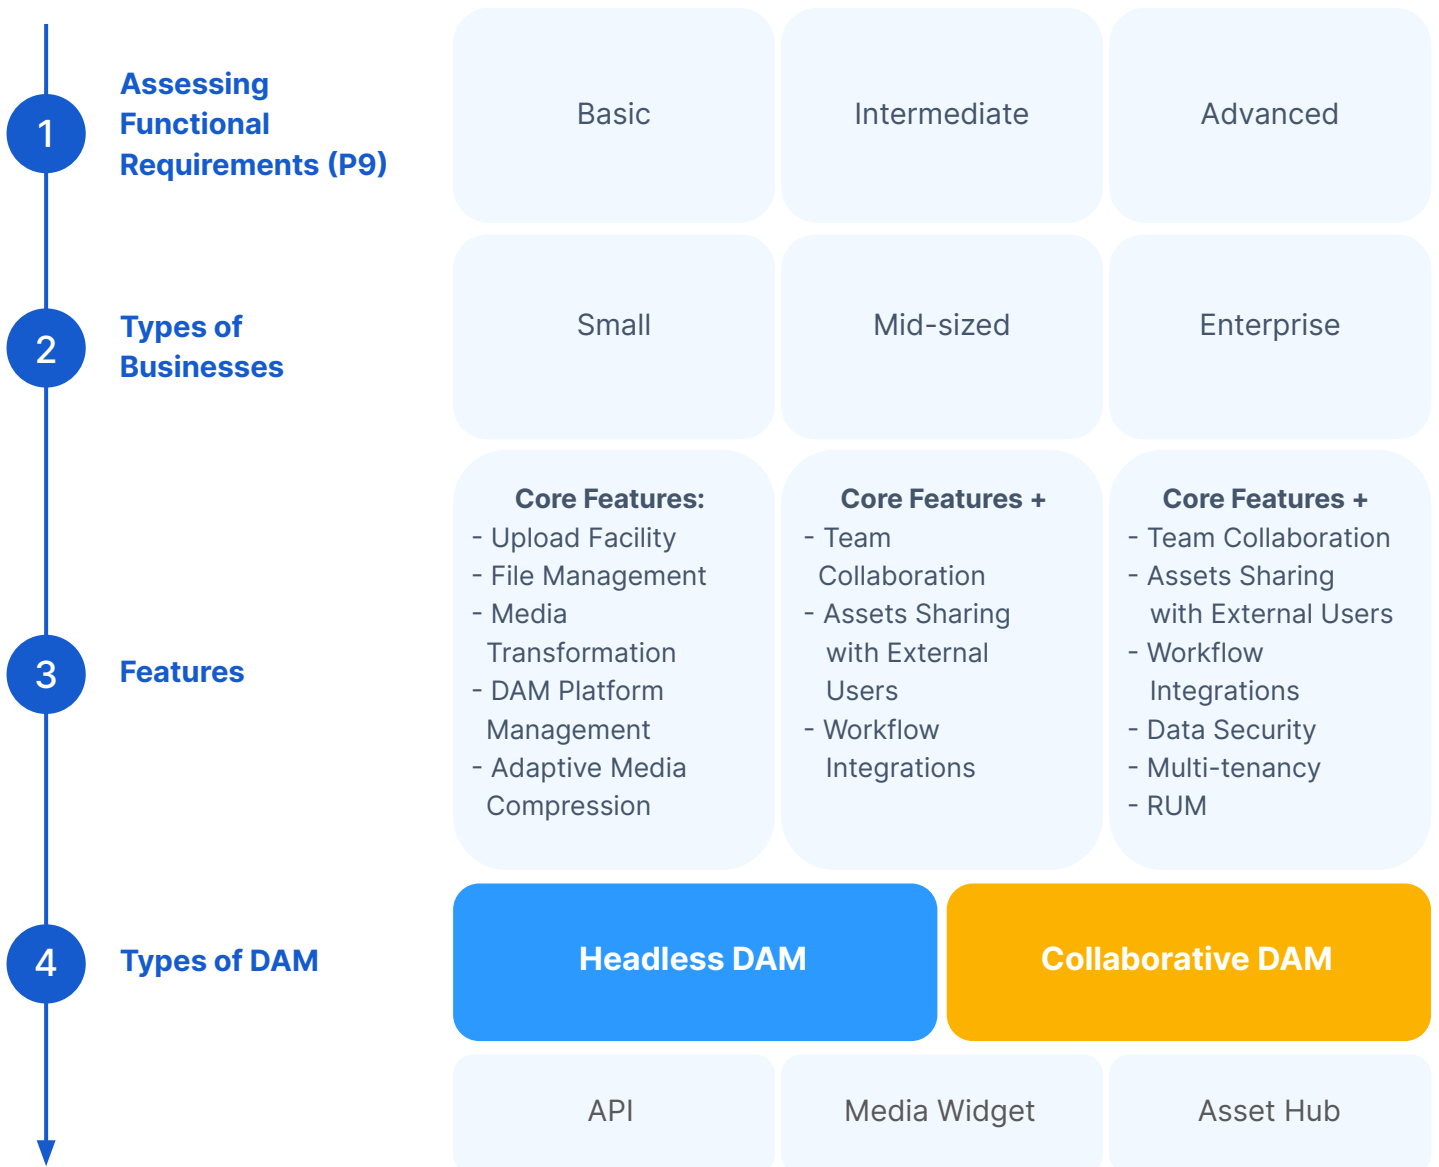 1
Assessing
Functional
Requirements (P9)
Basic
Intermediate
Advanced
2
Types of
Businesses
Small
Mid-sized
Enterprise
3
Features
Core Features:
- Upload Facility
- File Management
- Media
Transformation
- DAM Platform
Management
- Adaptive Media
Compression
Core Features +
- Team
Collaboration
- Assets Sharing
with External
Users
- Workflow
Integrations
Core Features +
- Team Collaboration
- Assets Sharing
with External Users
- Workflow
Integrations
- Data Security
- Multi-tenancy
- RUM
4
Types of DAM
Headless DAM
Collaborative DAM
API
Media Widget
Asset Hub